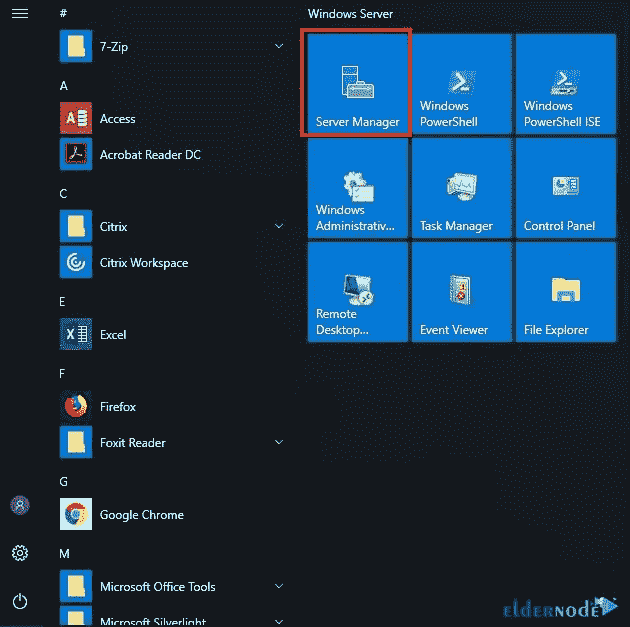 #
7-Zip
A
Access
Acrobat Reader DC
C
Citrix
Citrix Workspace
E
Excel
F
Firefox
Foxit Reader
G
Google Chrome
M
Microsoft Office Tools
Microsoft Silverlight
Windows Server
Server Manager
Windows
PowerShell
Windows
PowerShell ISE
Windows
Administrativ...
Task Manager
Control Panel
Remote
Desktop...
Event Viewer
File Explorer
elderNode